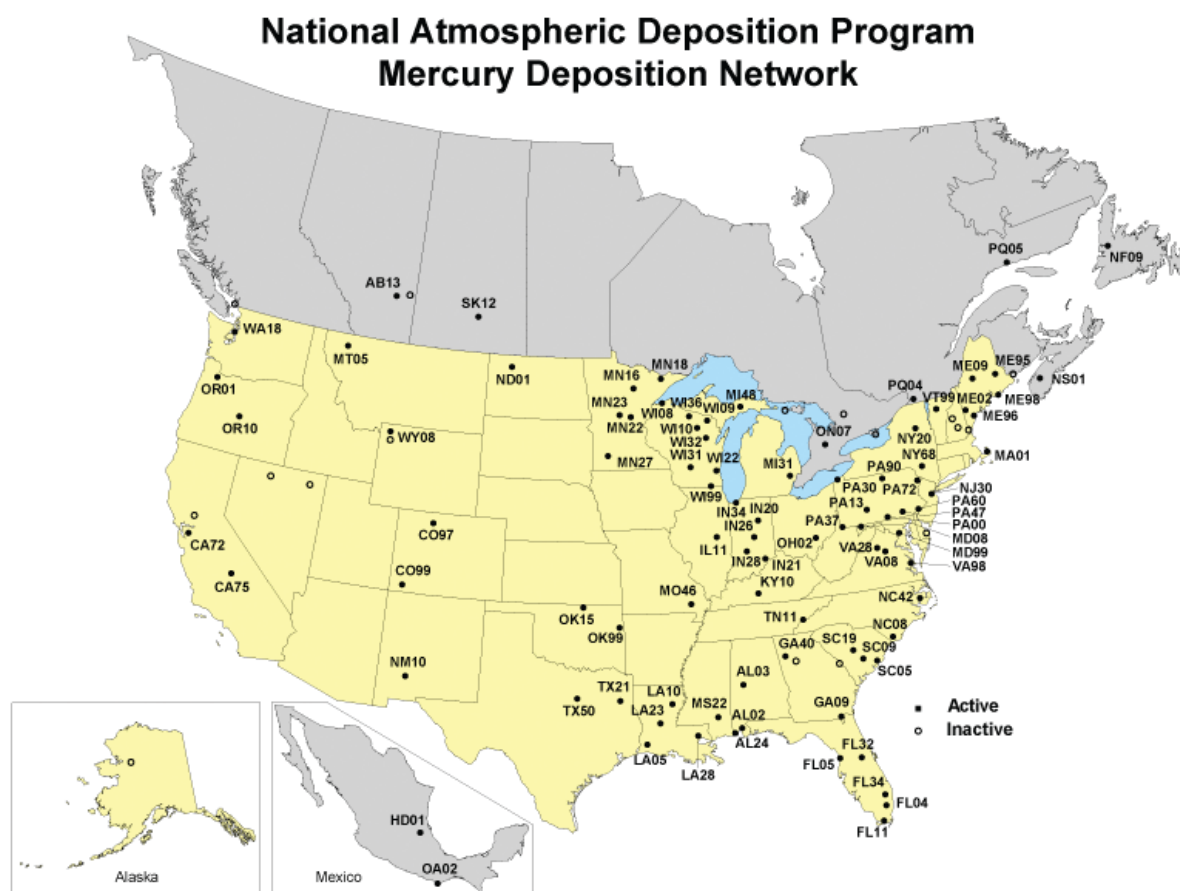 National Atmospheric Deposition Program
Mercury Deposition Network
PQ05
NF09
AB13
SK12
WA18
MT05
ND01
MN18
MN16
ME09
ME95
NS01
OR01
MI48
PQ04
VT99
ME02
ME98
MN23
WI08
WI36
WI09
ME96
OR10
MN22
WI10
ON07
NY20
WY08
WI32
MN27
WI31
WI22
MI31
PA90
NY68
MA01
WI99
PA30
PA72
NJ30
PA13
PA60
IN34
IN20
PA47
IN26
PA37
PA00
CO97
CA72
IL11
OH02
VA28
MD08
IN28
IN21
VA08
MD99
VA98
CO99
CA75
KY10
MO46
NC42
OK15
TN11
OK99
NC08
SC19
GA40
SC09
SC05
NM10
AL03
TX21
LA10
MS22
GA09
TX50
LA23
AL02
AL24
LA05
LA28
Active
Inactive
FL32
FL05
FL34
FL04
FL11
HD01
OA02
Alaska
Mexico